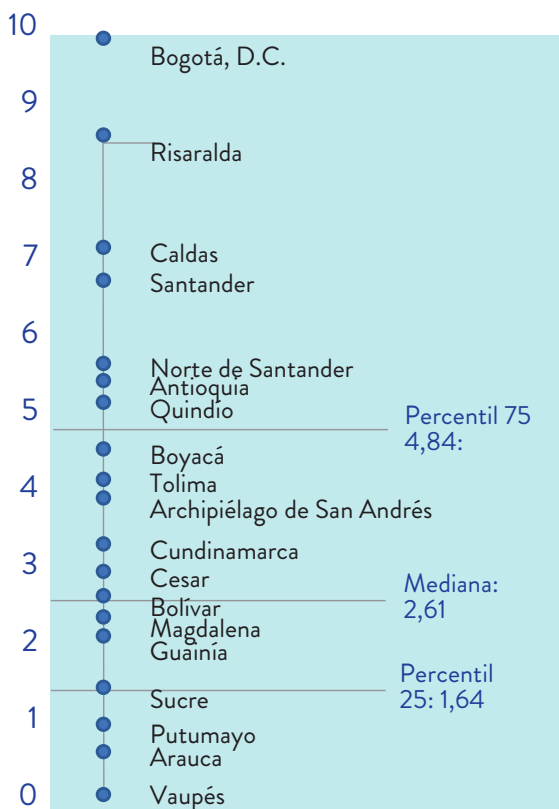 10
Bogotá, D.C.
9
Risaralda
8
7
Caldas
Santander
6
Norte de Santander
Antioquia
5
Quindío
Percentil 75
4,84:
Boyacá
4
Tolima
Archipiélago de San Andrés
Cundinamarca
3
Cesar
Mediana:
2,61
Bolívar
2
Magdalena
Guainía
Percentil
25: 1,64
Sucre
1
Putumayo
Arauca
0
Vaupés